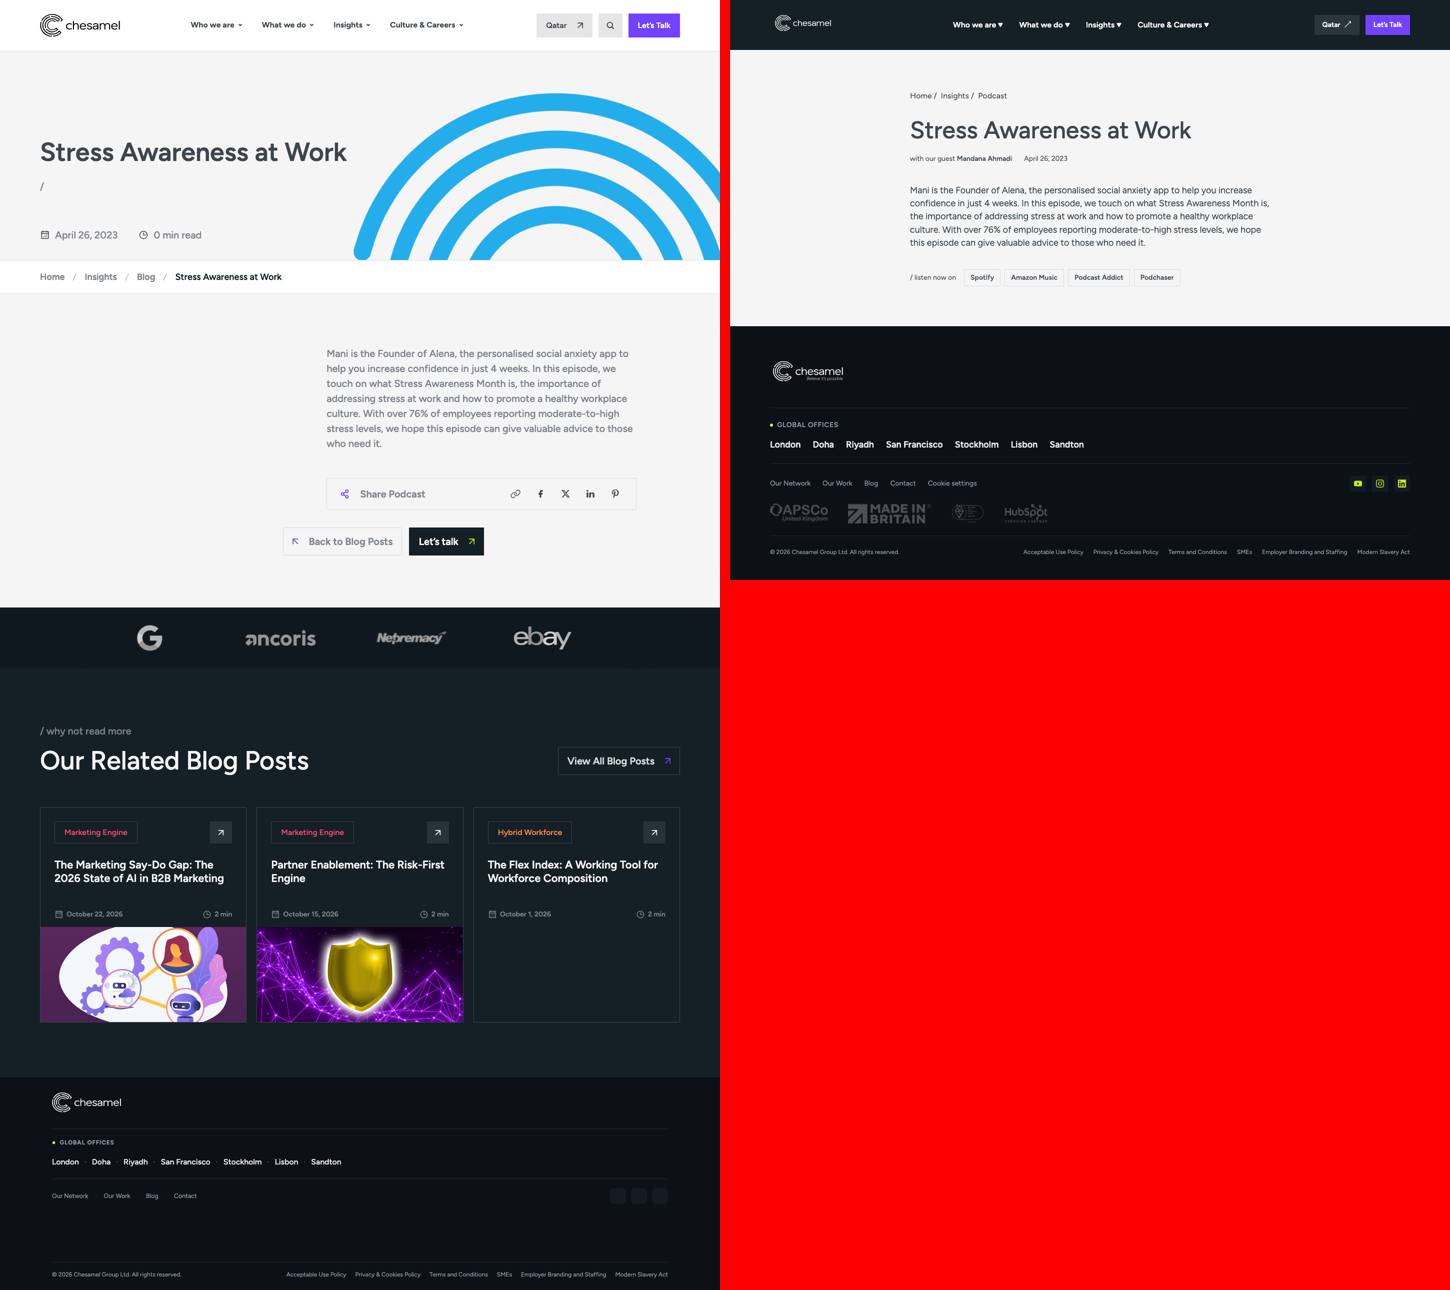 chesamel
Who we are
What we do
Insights
Culture & Careers
Qatar
Let's Talk
Stress Awareness at Work
/
April 26, 2023
0 min read
Home / Insights / Blog / Stress Awareness at Work
Mani is the Founder of Alena, the personalised social anxiety app to
help you increase confidence in just 4 weeks. In this episode, we
touch on what Stress Awareness Month is, the importance of
addressing stress at work and how to promote a healthy workplace
culture. With over 76% of employees reporting moderate-to-high
stress levels, we hope this episode can give valuable advice to those
who need it.
Share Podcast
Back to Blog Posts
Let's talk
G
ancoris
Netpremacy
ebay
/ why not read more
Our Related Blog Posts
View All Blog Posts
Marketing Engine
The Marketing Say-Do Gap: The
2026 State of AI in B2B Marketing
October 22, 2026
2 min
Marketing Engine
Partner Enablement: The Risk-First
Engine
October 15, 2026
2 min
Hybrid Workforce
The Flex Index: A Working Tool for
Workforce Composition
October 1, 2026
2 min
chesamel
GLOBAL OFFICES
London · Doha · Riyadh · San Francisco · Stockholm · Lisbon · Sandton
Our Network
Our Work
Blog
Contact
© 2026 Chesamel Group Ltd. All rights reserved.
Acceptable Use Policy
Privacy & Cookies Policy
Terms and Conditions
SMEs
Employer Branding and Staffing
Modern Slavery Act
chesamel
Who we are
What we do
Insights
Culture & Careers
Qatar
Let's Talk
Home / Insights / Podcast
Stress Awareness at Work
with our guest Mandana Ahmadi
April 26, 2023
Mani is the Founder of Alena, the personalised social anxiety app to help you increase
confidence in just 4 weeks. In this episode, we touch on what Stress Awareness Month is,
the importance of addressing stress at work and how to promote a healthy workplace
culture. With over 76% of employees reporting moderate-to-high stress levels, we hope
this episode can give valuable advice to those who need it.
/ listen now on
Spotify
Amazon Music
Podcast Addict
Podchaser
chesamel
Believe it's possible
GLOBAL OFFICES
London
Doha
Riyadh
San Francisco
Stockholm
Lisbon
Sandton
Our Network
Our Work
Blog
Contact
Cookie settings
APSCo
United Kingdom
MADE IN
BRITAIN
HubSpot
© 2026 Chesamel Group Ltd. All rights reserved.
Acceptable Use Policy
Privacy & Cookies Policy
Terms and Conditions
SMEs
Employer Branding and Staffing
Modern Slavery Act